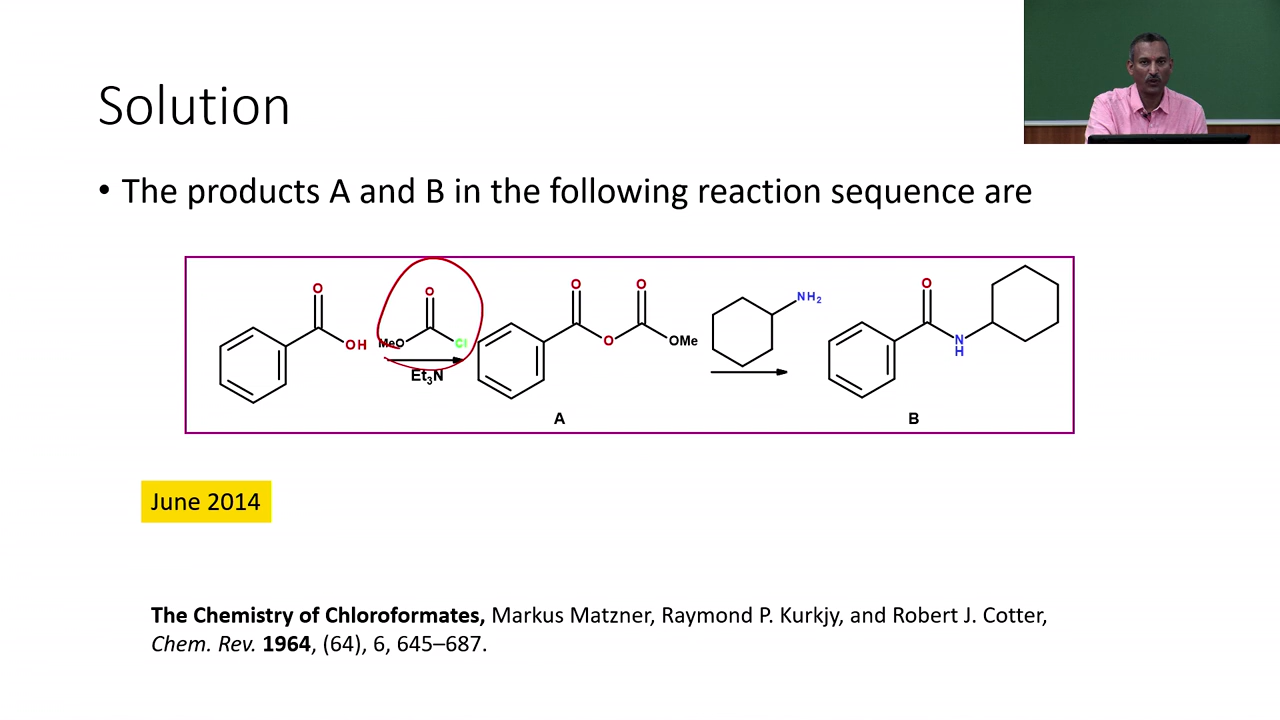 Solution
• The products A and B in the following reaction sequence are
O
OH
O
MeO
Cl
Et3N
O
O
O
OMe
A
NH2
O
N
H
B
June 2014
The Chemistry of Chloroformates, Markus Matzner, Raymond P. Kurkjy, and Robert J. Cotter,
Chem. Rev. 1964, (64), 6, 645–687.